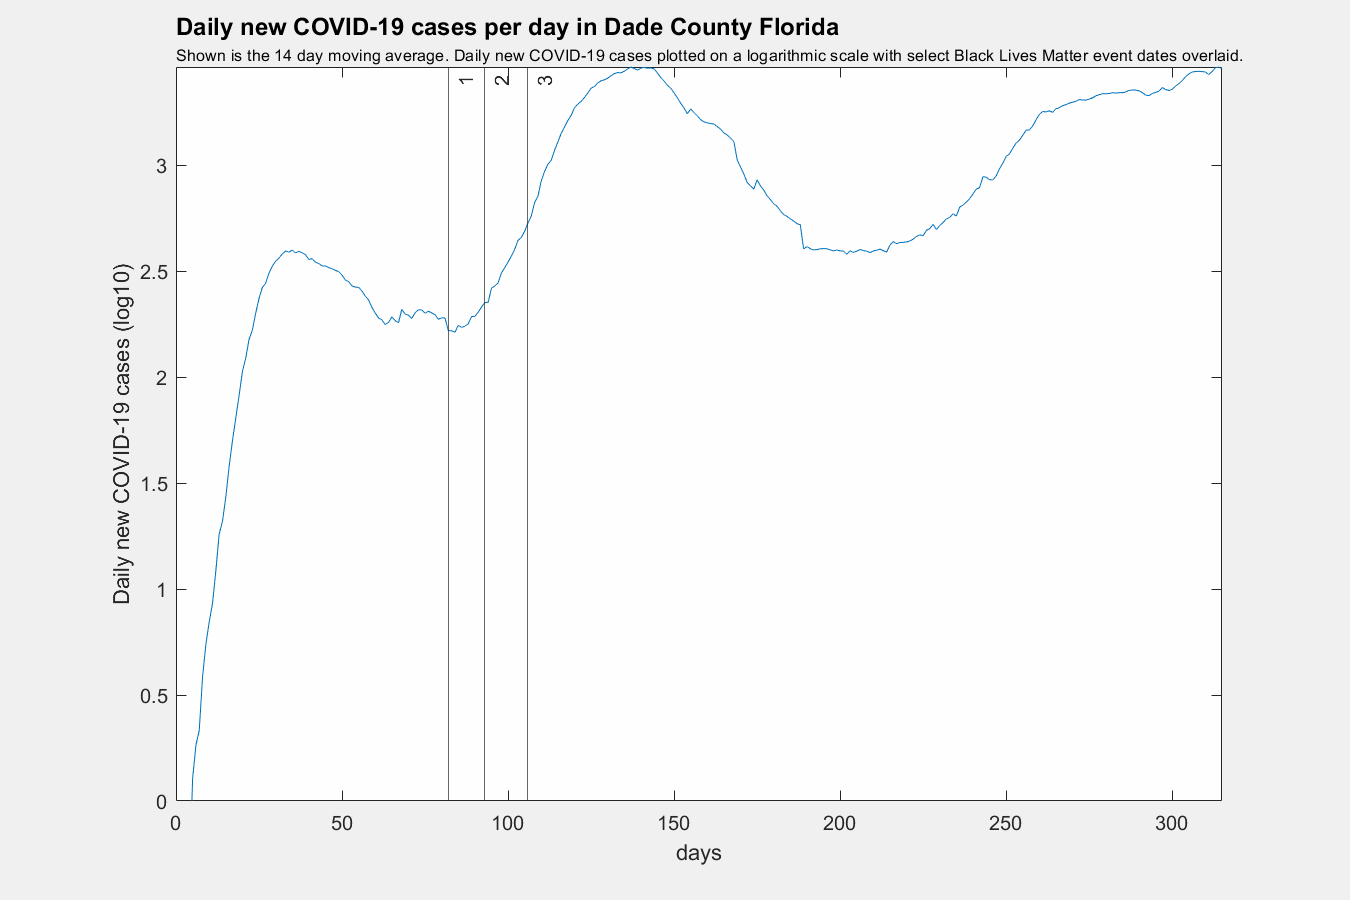 Daily new COVID-19 cases per day in Dade County Florida
Shown is the 14 day moving average. Daily new COVID-19 cases plotted on a logarithmic scale with select Black Lives Matter event dates overlaid.
1
2
3
Daily new COVID-19 cases (log10)
3
2.5
2
1.5
1
0.5
0
0 50 100 150 200 250 300
days